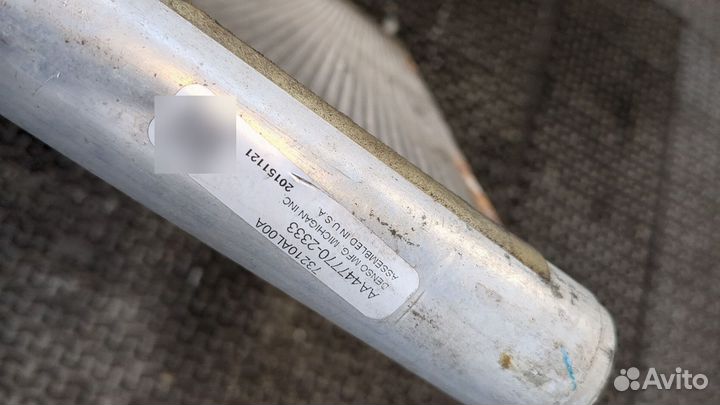 73210AL00A
AA447770-2333
DENSO MFG. MICHIGAN INC.
ASSEMBLED IN U.S.A.
20151121
Avito